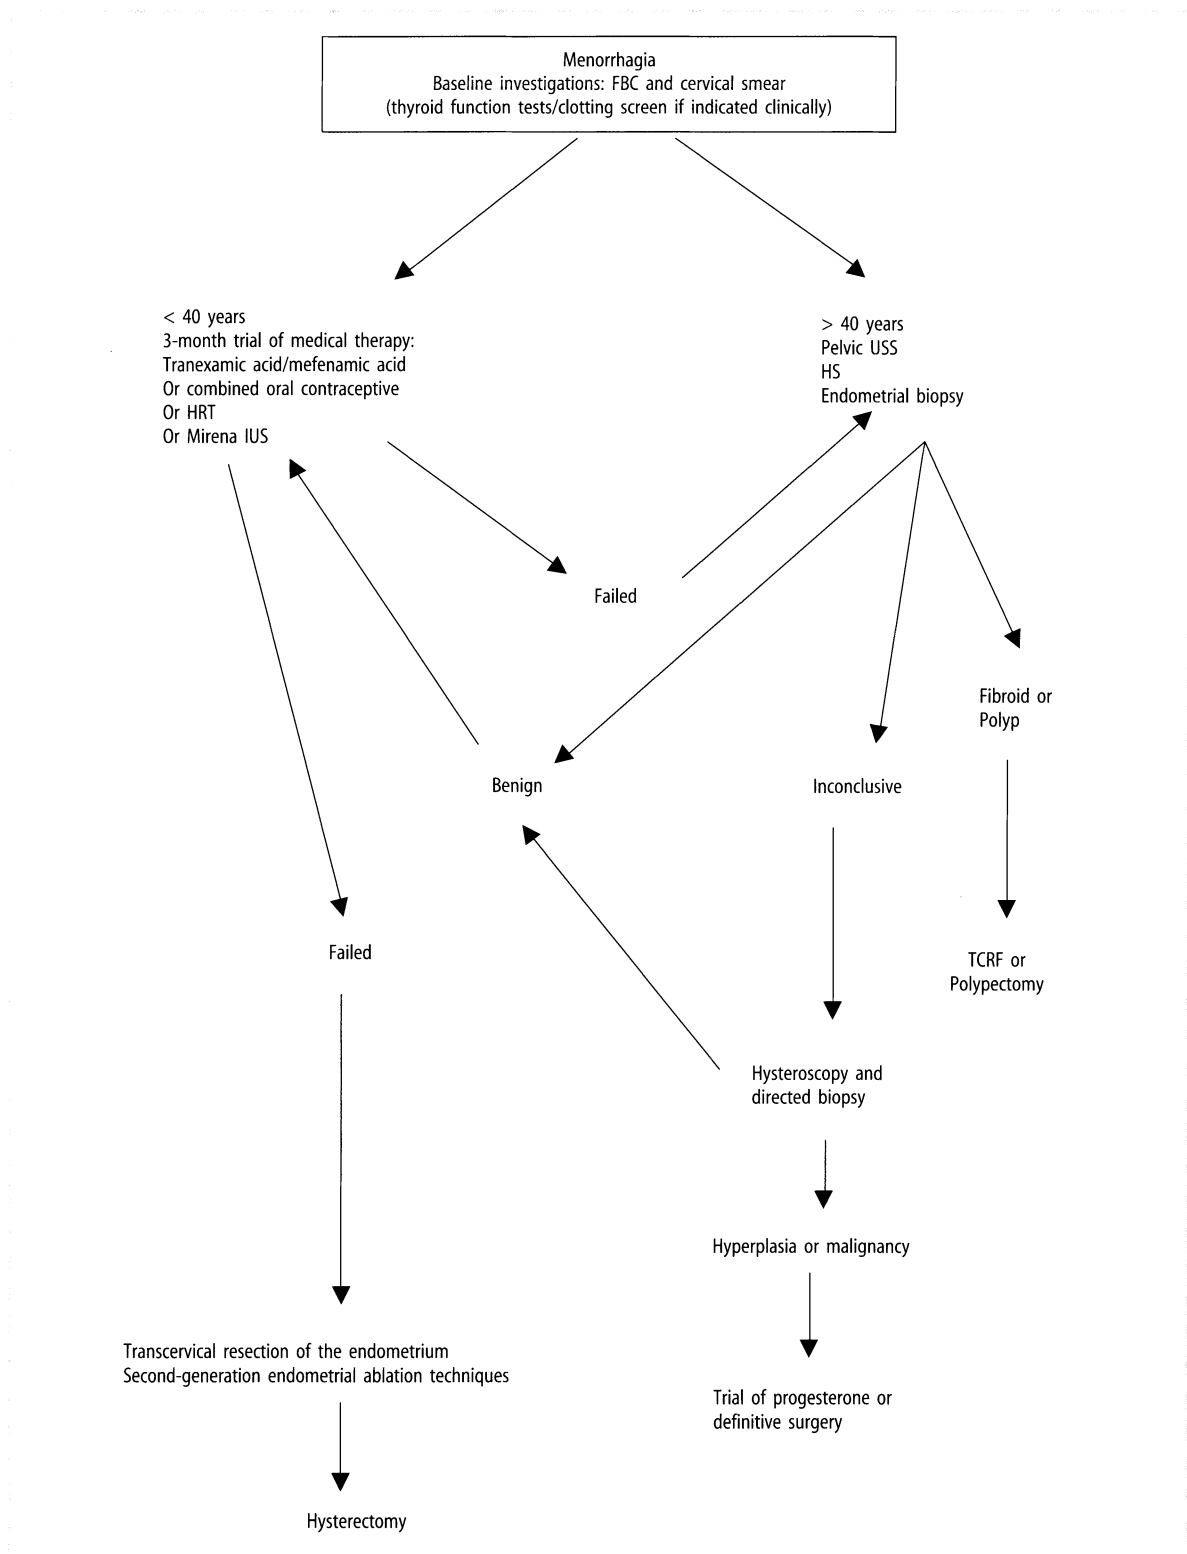 Menorrhagia
Baseline investigations: FBC and cervical smear
(thyroid function tests/clotting screen if indicated clinically)
< 40 years
3-month trial of medical therapy:
Tranexamic acid/mefenamic acid
Or combined oral contraceptive
Or HRT
Or Mirena IUS
> 40 years
Pelvic USS
HS
Endometrial biopsy
Failed
Fibroid or
Polyp
Benign
Inconclusive
Failed
TCRF or
Polypectomy
Hysteroscopy and
directed biopsy
Hyperplasia or malignancy
Transcervical resection of the endometrium
Second-generation endometrial ablation techniques
Trial of progesterone or
definitive surgery
Hysterectomy